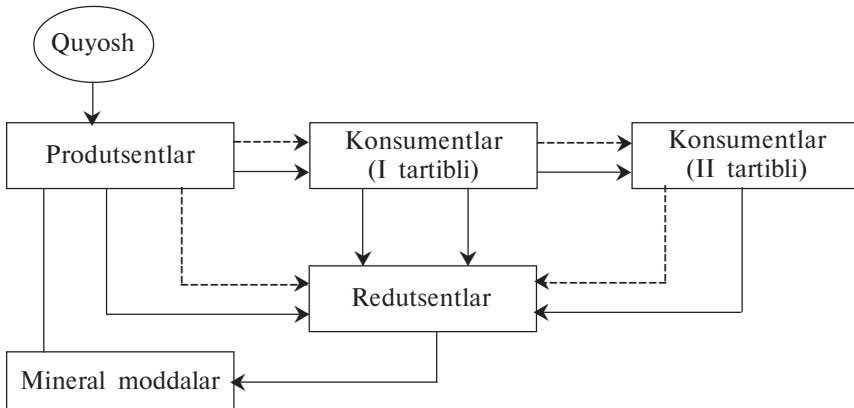 Quyosh
Produtsentlar
Konsumentlar
(I tartibli)
Konsumentlar
(II tartibli)
Redutsentlar
Mineral moddalar